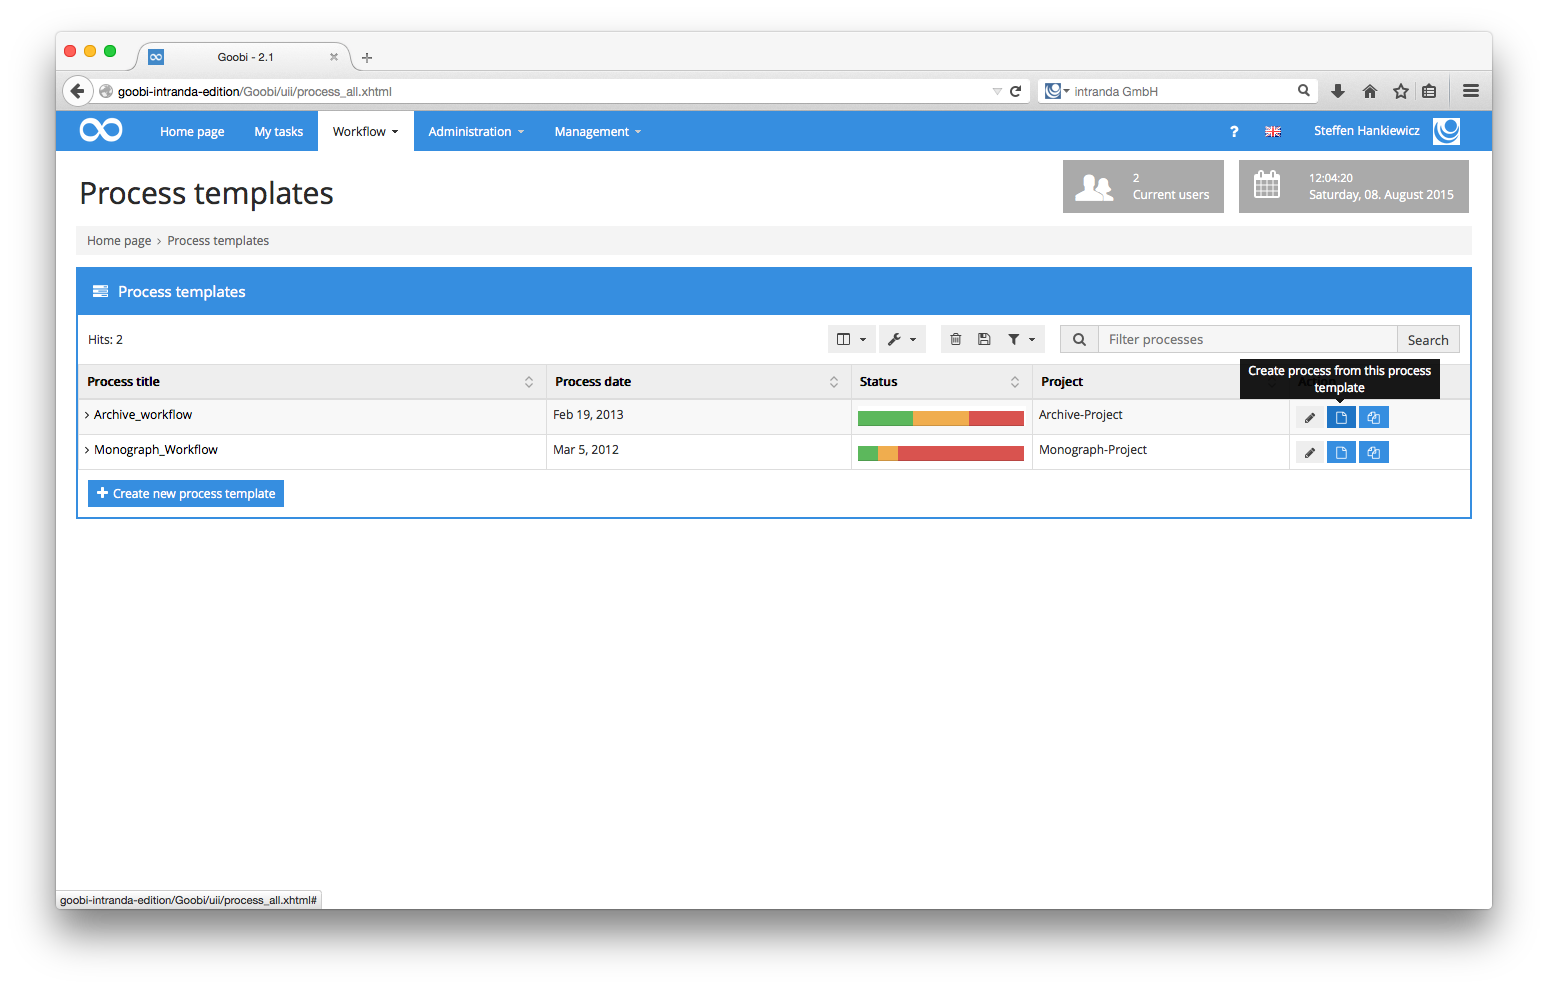 Goobi - 2.1
goobi-intranda-edition/Goobi/uii/process_all.xhtml
intranda GmbH
Home page
My tasks
Workflow
Administration
Management
?
Steffen Hankiewicz
Process templates
2
Current users
12:04:20
Saturday, 08. August 2015
Home page › Process templates
Process templates
Hits: 2
Filter processes
Search
Create process from this process
template
Process title
Process date
Status
Project
Archive_workflow
Feb 19, 2013
Archive-Project
Monograph_Workflow
Mar 5, 2012
Monograph-Project
Create new process template
goobi-intranda-edition/Goobi/uii/process_all.xhtml#